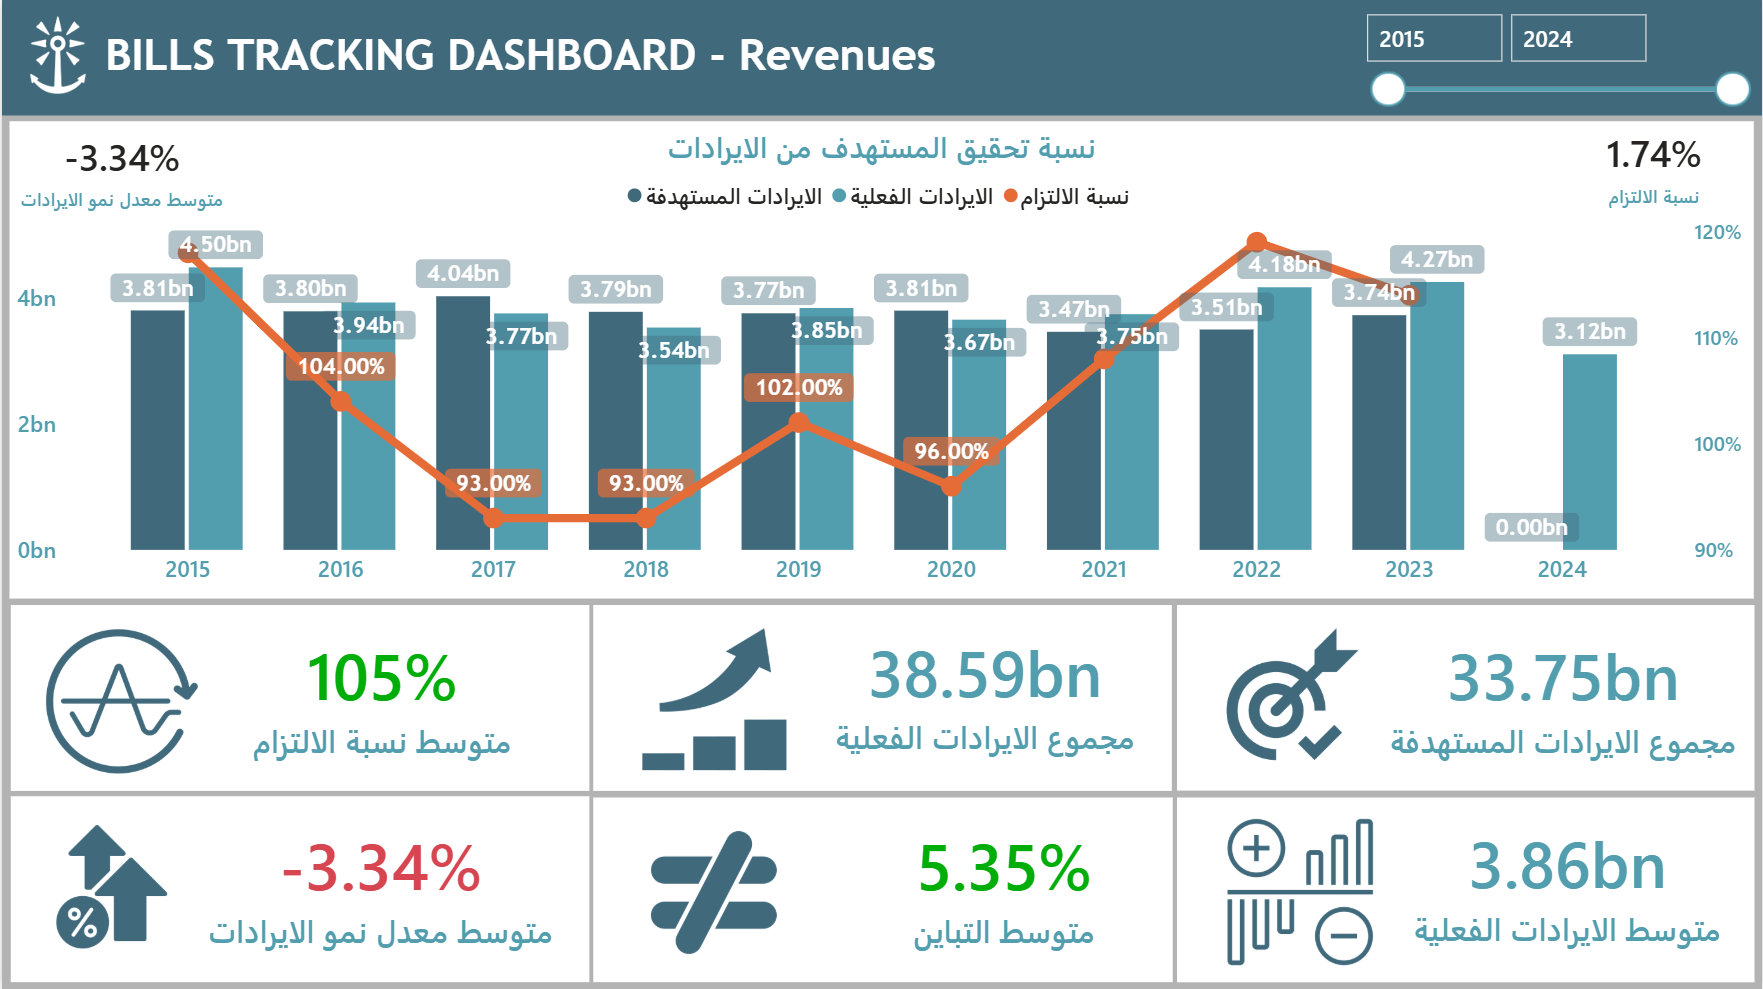 BILLS TRACKING DASHBOARD - Revenues
2015
2024
-3.34%
متوسط معدل نمو الايرادات
نسبة تحقيق المستهدف من الايرادات
الايرادات المستهدفة الايرادات الفعلية نسبة الالتزام
1.74%
نسبة الالتزام
4bn
2bn
0bn
120%
110%
100%
90%
3.81bn
4.50bn
3.80bn
3.94bn
4.04bn
3.77bn
3.79bn
3.54bn
3.77bn
3.85bn
3.81bn
3.67bn
3.47bn
3.75bn
3.51bn
4.18bn
3.74bn
4.27bn
0.00bn
3.12bn
104.00%
93.00%
93.00%
102.00%
96.00%
2015 2016 2017 2018 2019 2020 2021 2022 2023 2024
105%
متوسط نسبة الالتزام
38.59bn
مجموع الايرادات الفعلية
33.75bn
مجموع الايرادات المستهدفة
%
-3.34%
متوسط معدل نمو الايرادات
5.35%
متوسط التباين
3.86bn
متوسط الايرادات الفعلية